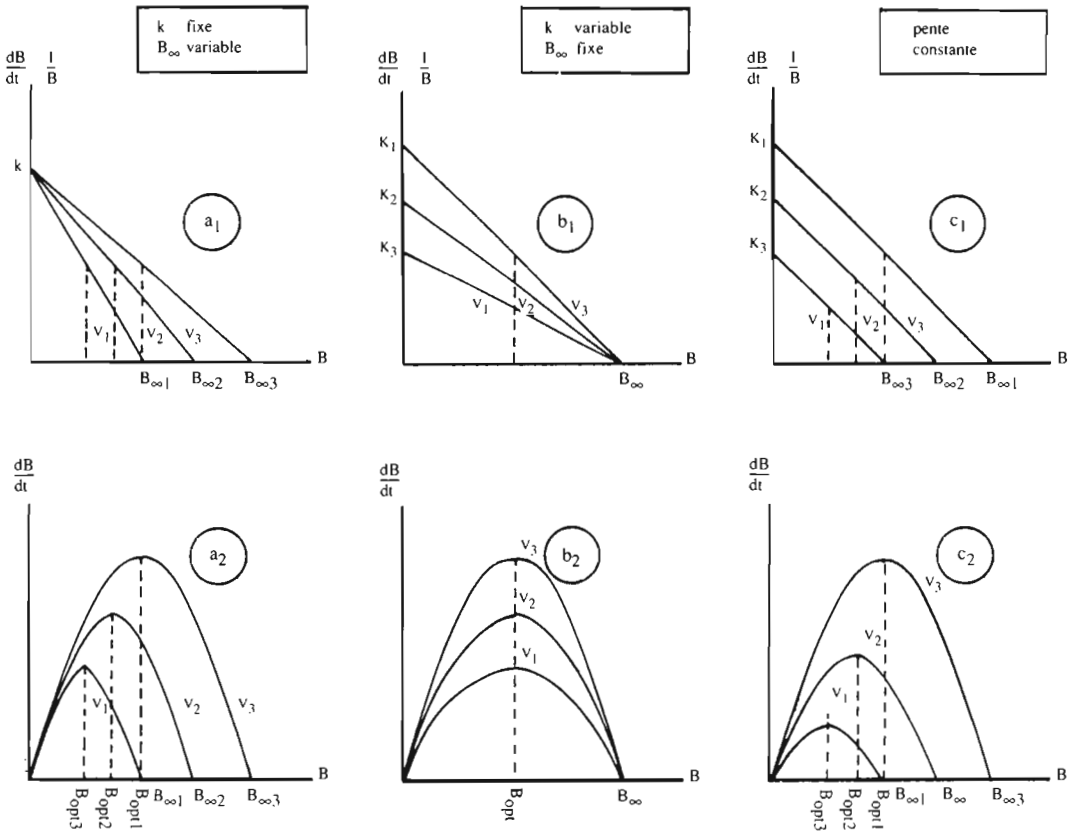 k fixe
B∞ variable
k variable
B∞ fixe
pente
constante
dB/dt 1/B
k
a1
V1 V2 V3
B∞1 B∞2 B∞3 B
dB/dt 1/B
K1
K2
K3
b1
V1 V2 V3
B∞ B
dB/dt 1/B
K1
K2
K3
c1
V1 V2 V3
B∞3 B∞2 B∞1 B
dB/dt
a2
V1 V2 V3
Bopt3 Bopt2 Bopt1 B∞1 B∞2 B∞3 B
dB/dt
b2
V3
V2
V1
Bopt B∞ B
dB/dt
c2
V3
V2
V1
Bopt3 Bopt2 Bopt1 B∞1 B∞ B∞3 B